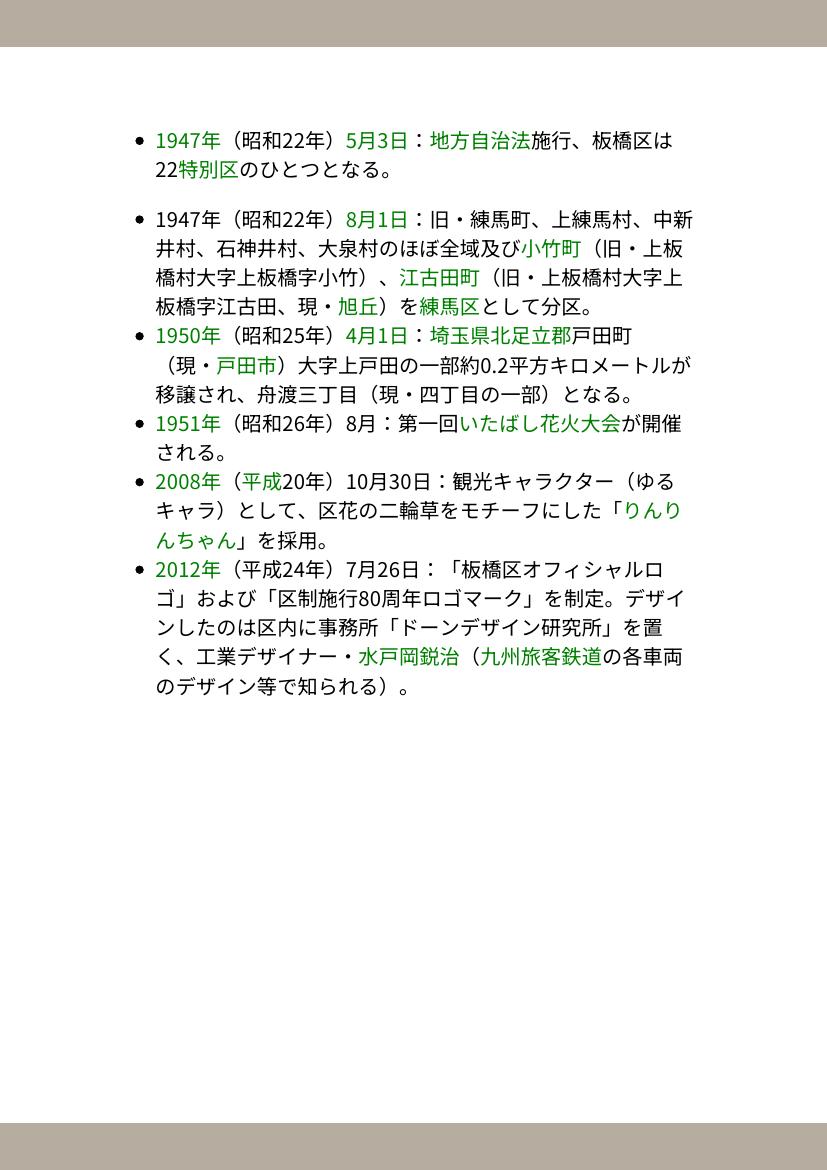 • 1947年（昭和22年）5月3日：地方自治法施行、板橋区は
22特別区のひとつとなる。
• 1947年（昭和22年）8月1日：旧・練馬町、上練馬村、中新
井村、石神井村、大泉村のほぼ全域及び小竹町（旧・上板
橋村大字上板橋字小竹）、江古田町（旧・上板橋村大字上
板橋字江古田、現・旭丘）を練馬区として分区。
• 1950年（昭和25年）4月1日：埼玉県北足立郡戸田町
（現・戸田市）大字上戸田の一部約0.2平方キロメートルが
移譲され、舟渡三丁目（現・四丁目の一部）となる。
• 1951年（昭和26年）8月：第一回いたばし花火大会が開催
される。
• 2008年（平成20年）10月30日：観光キャラクター（ゆる
キャラ）として、区花の二輪草をモチーフにした「りんり
んちゃん」を採用。
• 2012年（平成24年）7月26日：「板橋区オフィシャルロ
ゴ」および「区制施行80周年ロゴマーク」を制定。デザイ
ンしたのは区内に事務所「ドーンデザイン研究所」を置
く、工業デザイナー・水戸岡鋭治（九州旅客鉄道の各車両
のデザイン等で知られる）。